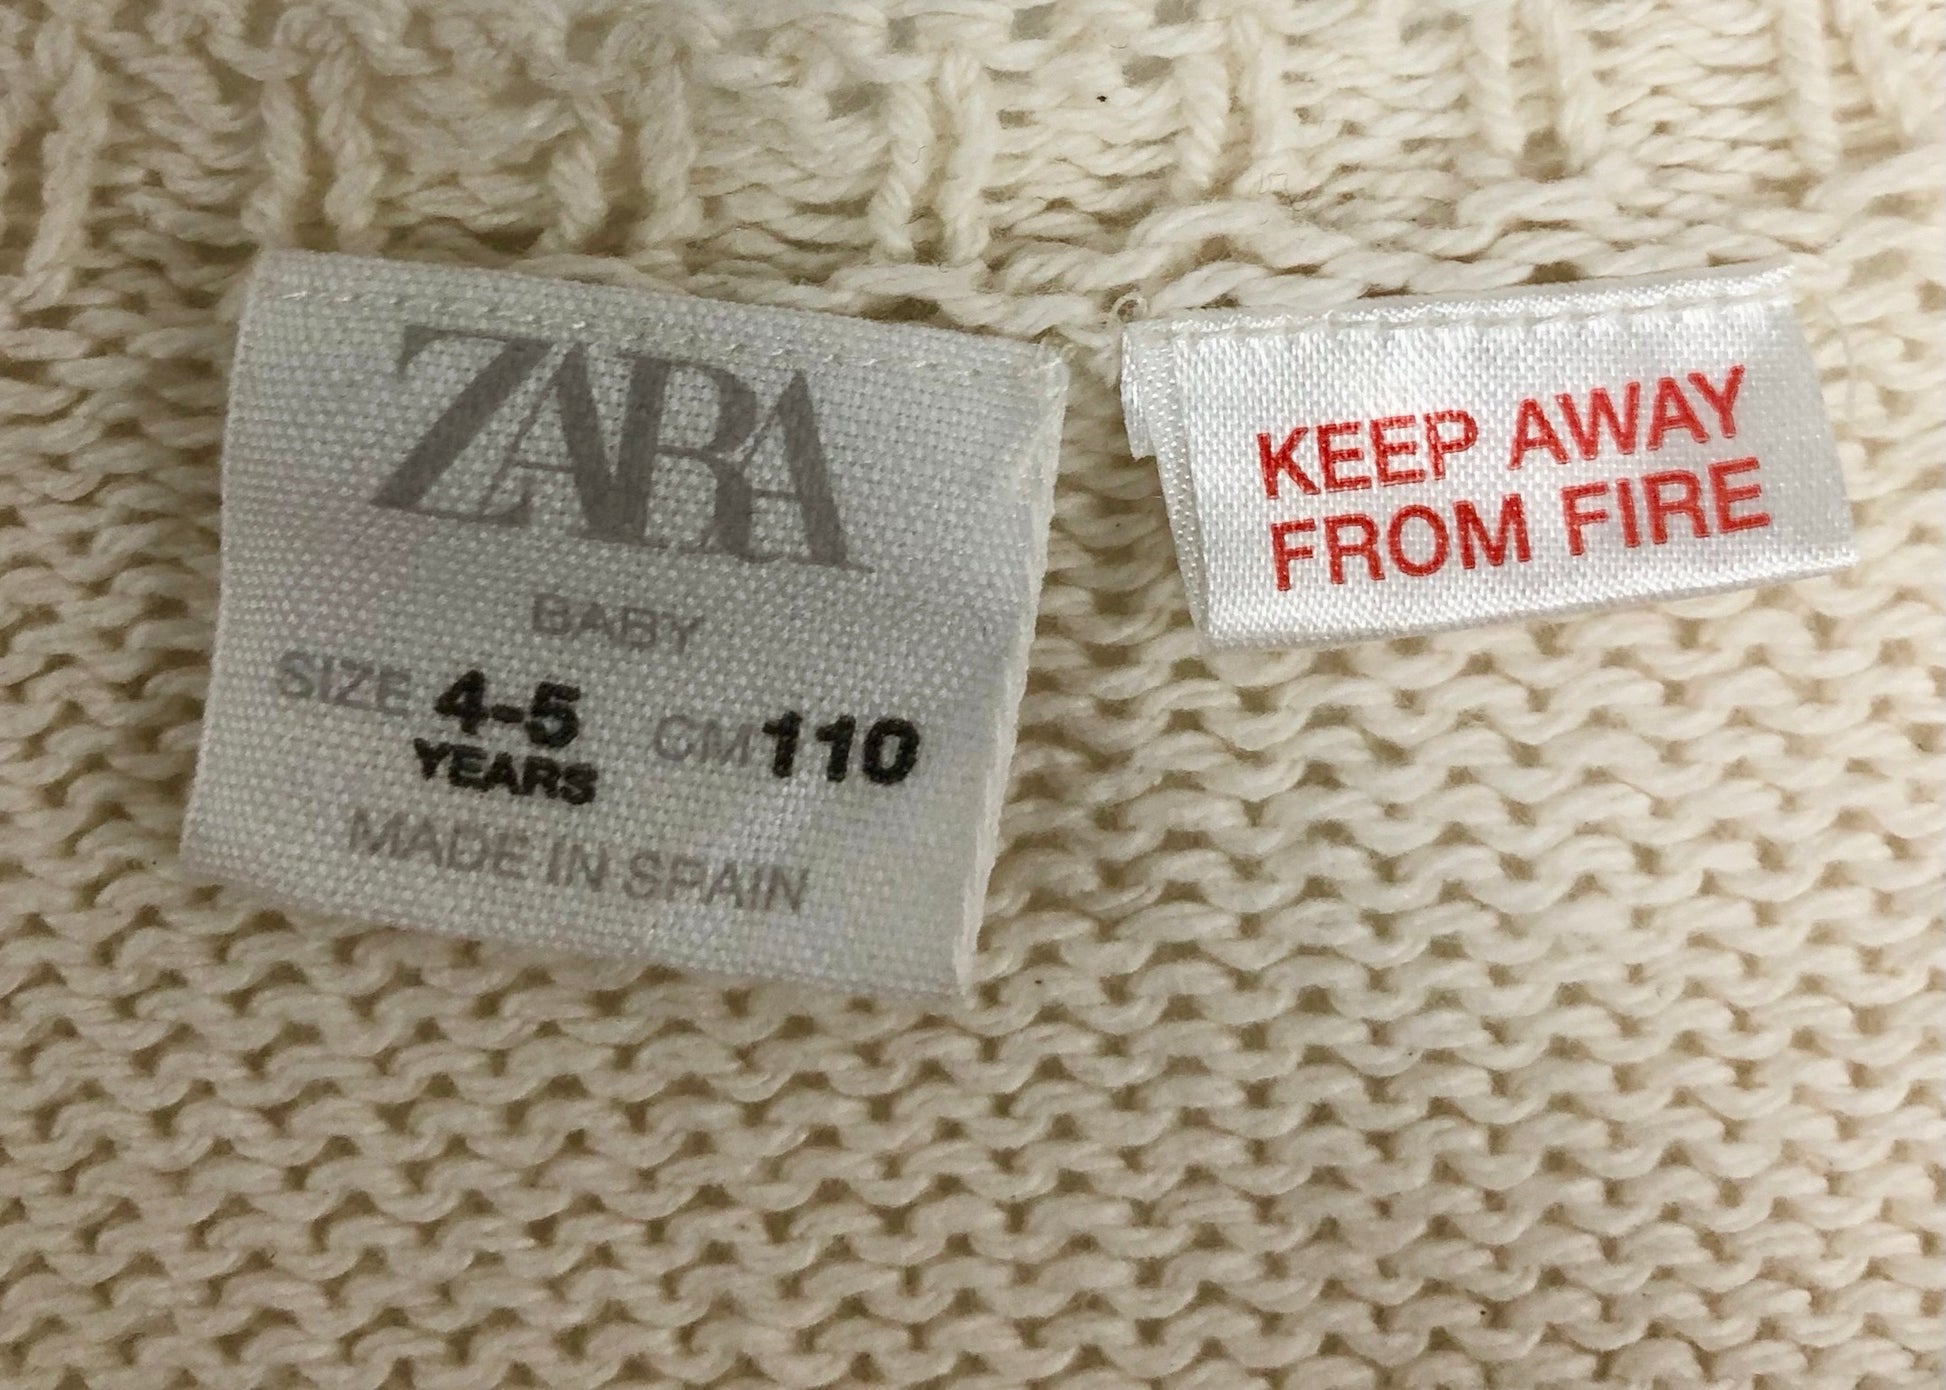 ZARA
BABY
SIZE 4-5 CM 110
YEARS
MADE IN SPAIN
KEEP AWAY
FROM FIRE